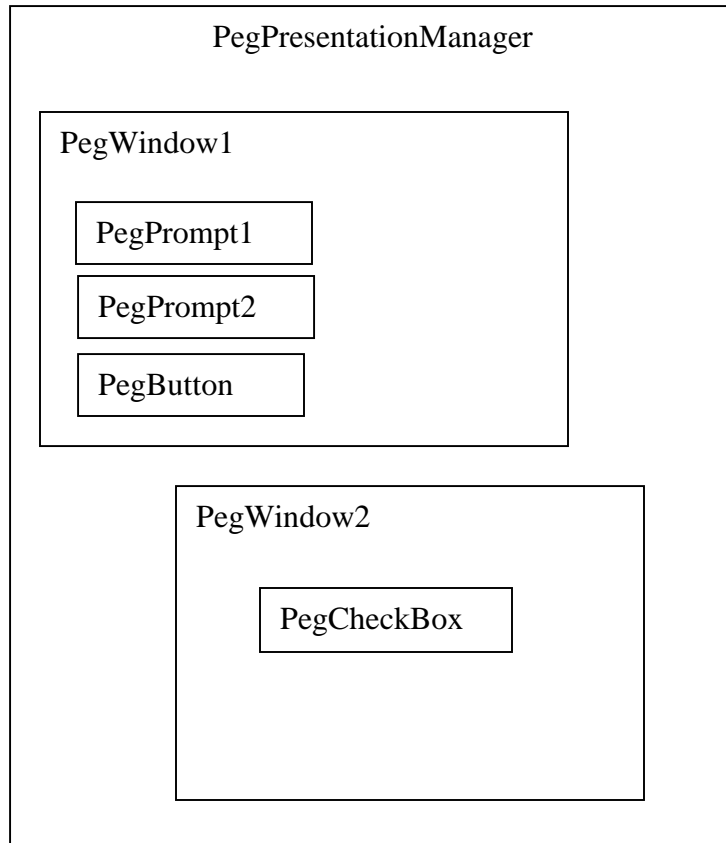 PegPresentationManager
PegWindow1
PegPrompt1
PegPrompt2
PegButton
PegWindow2
PegCheckBox